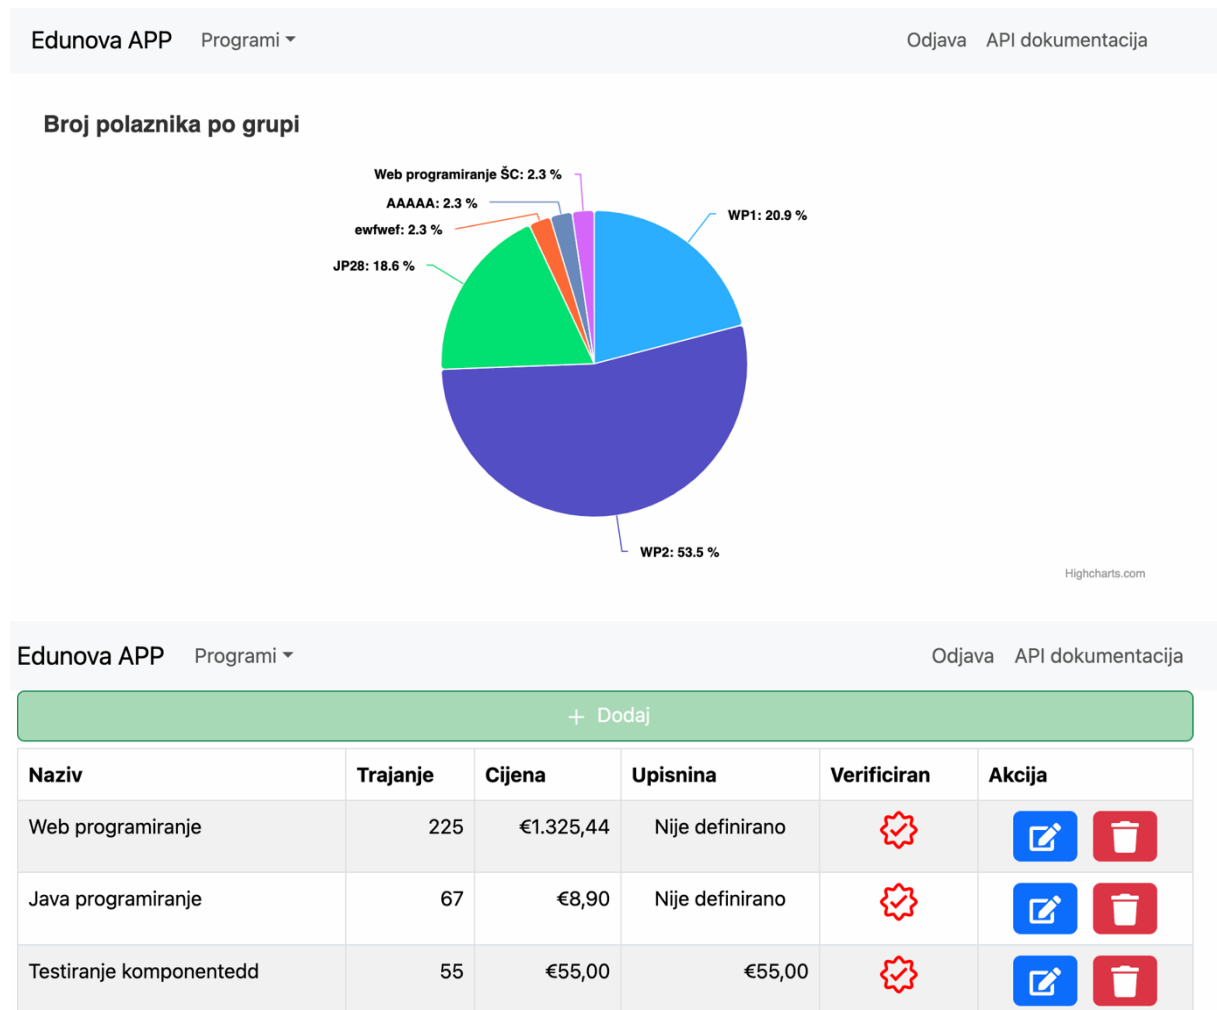 Edunova APP Programi Odjava API dokumentacija
Broj polaznika po grupi
Web programiranje ŠC: 2.3 %
AAAAA: 2.3 %
WP1: 20.9 %
ewfwef: 2.3 %
JP28: 18.6 %
WP2: 53.5 %
Highcharts.com
Edunova APP Programi Odjava API dokumentacija
+ Dodaj
Naziv Trajanje Cijena Upisnina Verificiran Akcija
Web programiranje 225 €1.325,44 Nije definirano
Java programiranje 67 €8,90 Nije definirano
Testiranje komponentedd 55 €55,00 €55,00